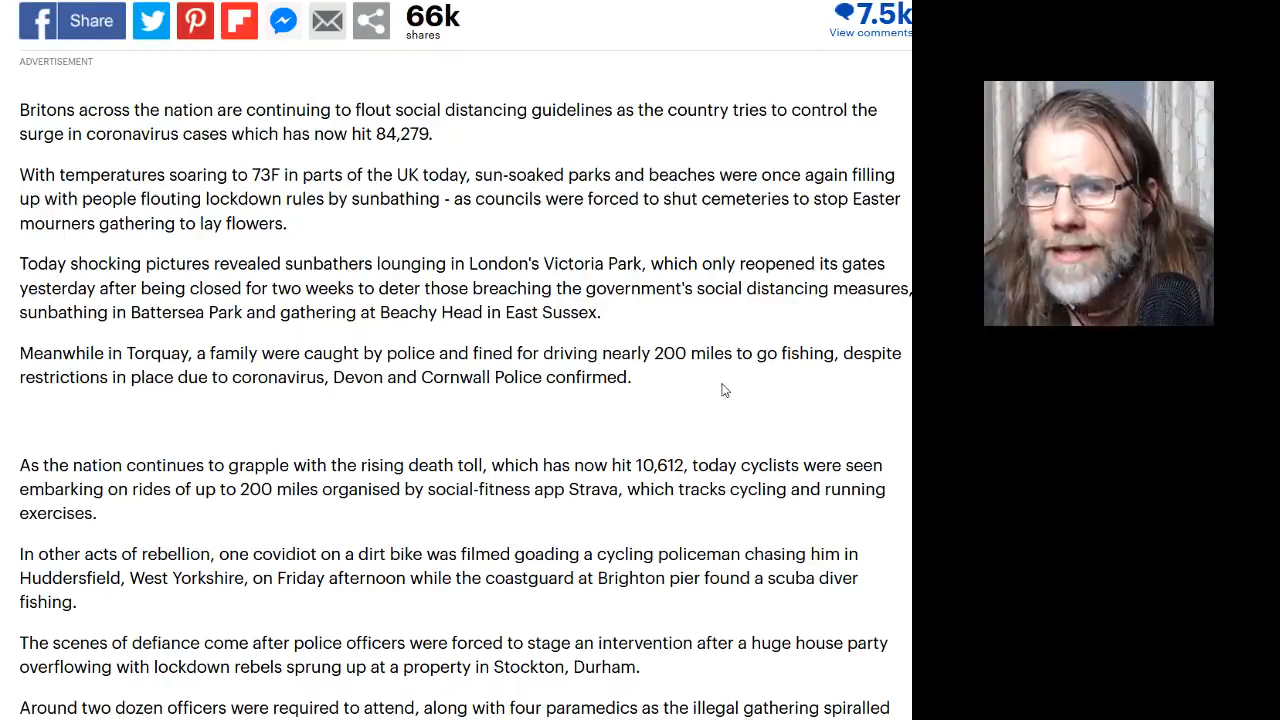 Share
66k
shares
7.5k
View comments
ADVERTISEMENT
Britons across the nation are continuing to flout social distancing guidelines as the country tries to control the
surge in coronavirus cases which has now hit 84,279.
With temperatures soaring to 73F in parts of the UK today, sun-soaked parks and beaches were once again filling
up with people flouting lockdown rules by sunbathing - as councils were forced to shut cemeteries to stop Easter
mourners gathering to lay flowers.
Today shocking pictures revealed sunbathers lounging in London's Victoria Park, which only reopened its gates
yesterday after being closed for two weeks to deter those breaching the government's social distancing measures,
sunbathing in Battersea Park and gathering at Beachy Head in East Sussex.
Meanwhile in Torquay, a family were caught by police and fined for driving nearly 200 miles to go fishing, despite
restrictions in place due to coronavirus, Devon and Cornwall Police confirmed.
As the nation continues to grapple with the rising death toll, which has now hit 10,612, today cyclists were seen
embarking on rides of up to 200 miles organised by social-fitness app Strava, which tracks cycling and running
exercises.
In other acts of rebellion, one covidiot on a dirt bike was filmed goading a cycling policeman chasing him in
Huddersfield, West Yorkshire, on Friday afternoon while the coastguard at Brighton pier found a scuba diver
fishing.
The scenes of defiance come after police officers were forced to stage an intervention after a huge house party
overflowing with lockdown rebels sprung up at a property in Stockton, Durham.
Around two dozen officers were required to attend, along with four paramedics as the illegal gathering spiralled